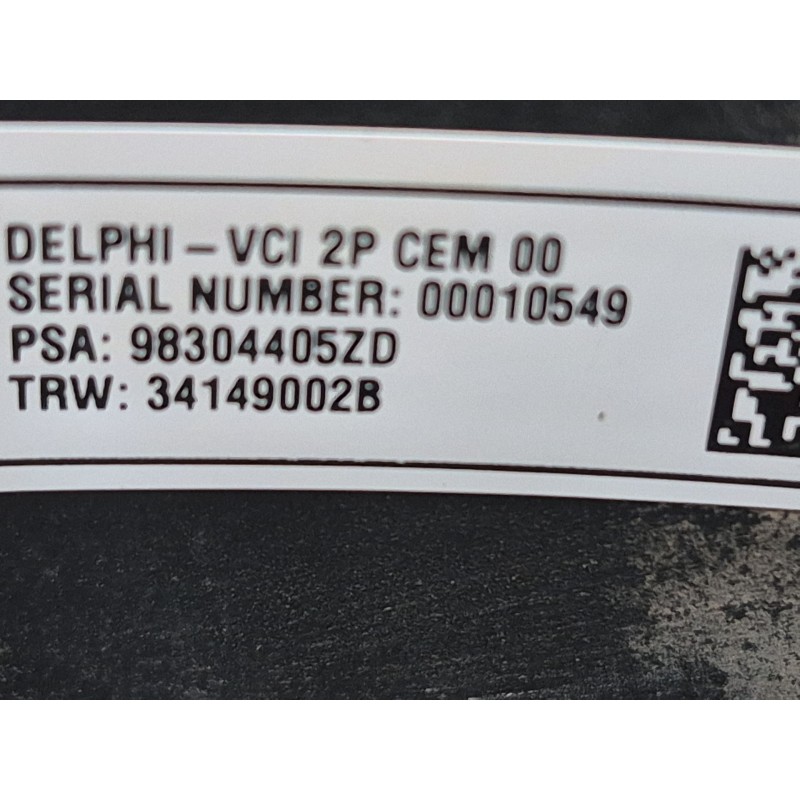 DELPHI – VCI 2P CEM 00
SERIAL NUMBER: 00010549
PSA: 98304405ZD
TRW: 34149002B